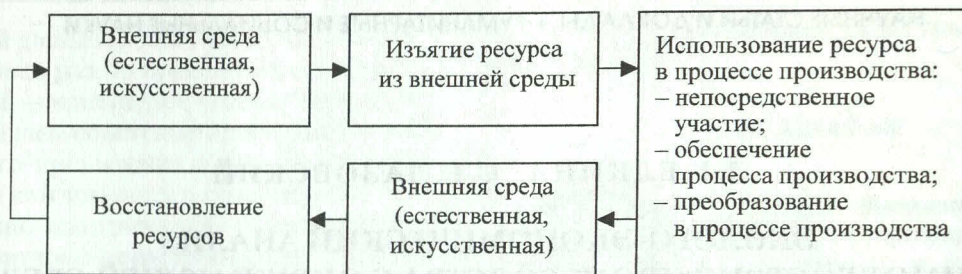 Внешняя среда
(естественная,
искусственная)
Изъятие ресурса
из внешней среды
Использование ресурса
в процессе производства:
– непосредственное
участие;
– обеспечение
процесса производства;
– преобразование
в процессе производства
Внешняя среда
(естественная,
искусственная)
Восстановление
ресурса